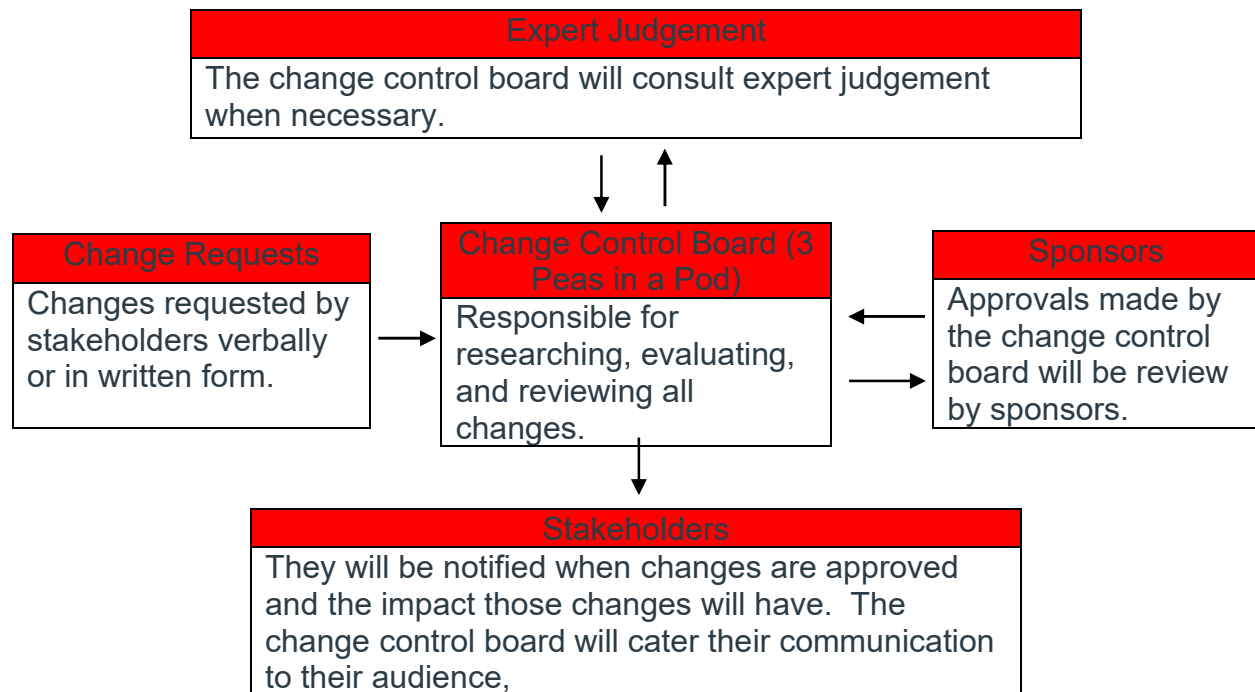 Expert Judgement
The change control board will consult expert judgement
when necessary.
Change Requests
Changes requested by
stakeholders verbally
or in written form.
Change Control Board (3
Peas in a Pod)
Responsible for
researching, evaluating,
and reviewing all
changes.
Sponsors
Approvals made by
the change control
board will be review
by sponsors.
Stakeholders
They will be notified when changes are approved
and the impact those changes will have.  The
change control board will cater their communication
to their audience,